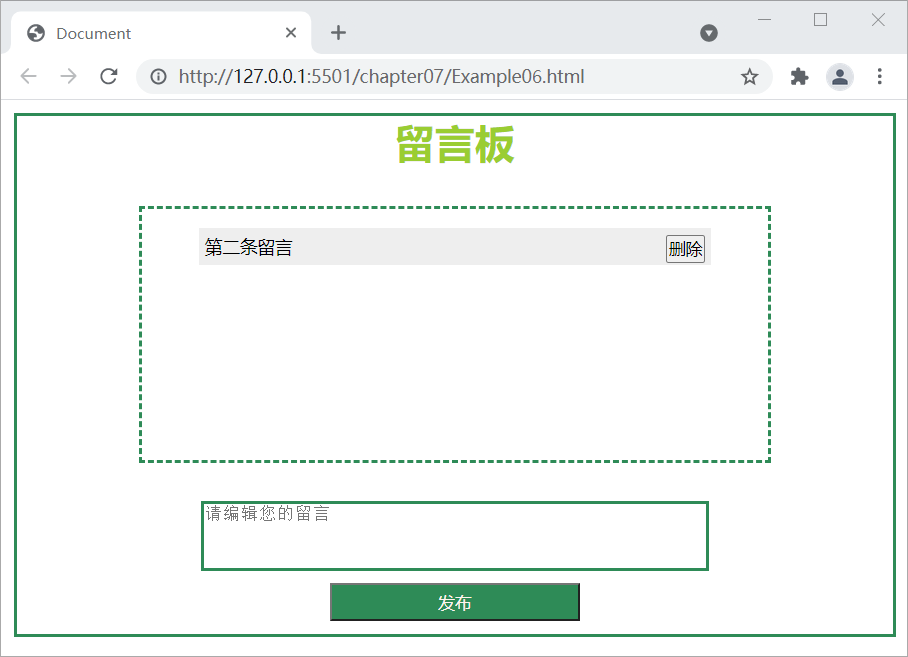 Document
http://127.0.0.1:5501/chapter07/Example06.html
留言板
第二条留言
删除
请编辑您的留言
发布